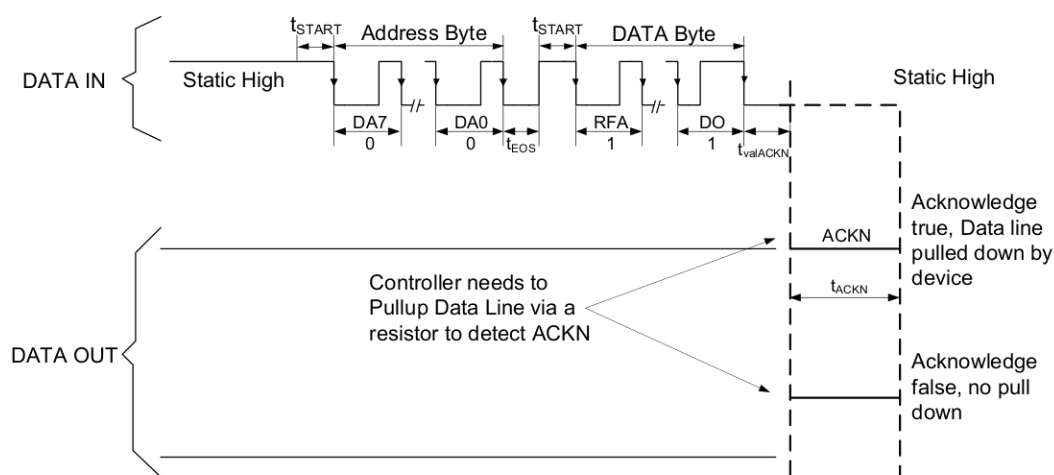 tSTART
Address Byte
tSTART
DATA Byte
DATA IN
Static High
Static High
DA7
0
DA0
0
tEOS
RFA
1
DO
1
tvalACKN
ACKN
Acknowledge
true, Data line
pulled down by
device
Controller needs to
Pullup Data Line via a
resistor to detect ACKN
tACKN
DATA OUT
Acknowledge
false, no pull
down